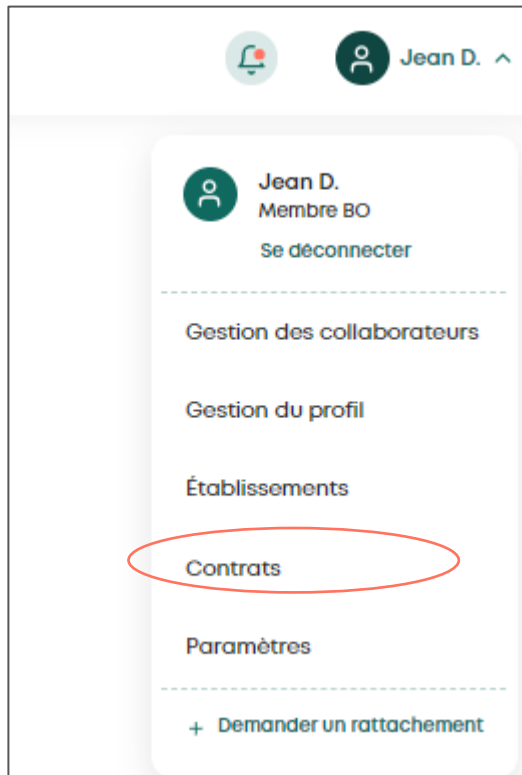 Jean D.
Jean D.
Membre BO
Se déconnecter
Gestion des collaborateurs
Gestion du profil
Établissements
Contrats
Paramètres
+ Demander un rattachement